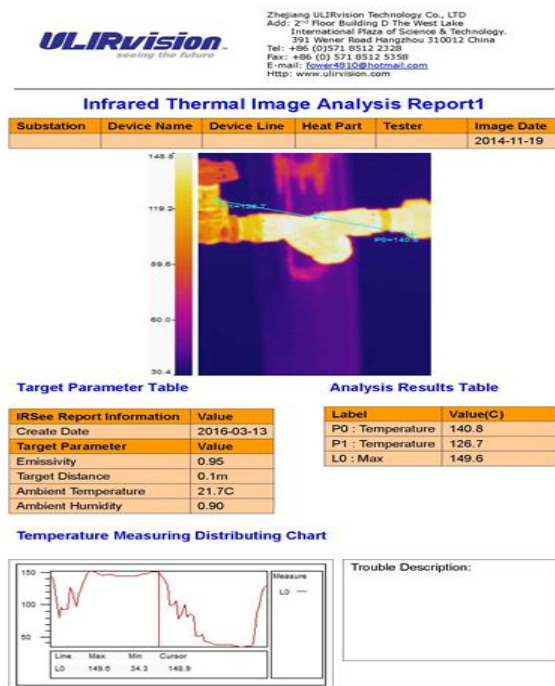 ULIRvision
seeing the future
Zhejiang ULIRvision Technology Co., LTD
Add: 2nd Floor Building D The West Lake
International Plaza of Science & Technology.
391 Wener Road Hangzhou 310012 China
Tel: +86 (0)571 8512 2328
Fax: +86 (0) 571 8512 5358
E-mail: fower4810@hotmail.com
Http: www.ulirvision.com
Infrared Thermal Image Analysis Report1
Substation Device Name Device Line Heat Part Tester Image Date
2014-11-19
148.8
119.2
89.6
60.0
30.4
P1=126.7
P0=140.8
Target Parameter Table
IRSee Report Information Value
Create Date 2016-03-13
Target Parameter Value
Emissivity 0.95
Target Distance 0.1m
Ambient Temperature 21.7C
Ambient Humidity 0.90
Analysis Results Table
Label Value(C)
P0 : Temperature 140.8
P1 : Temperature 126.7
L0 : Max 149.6
Temperature Measuring Distributing Chart
150
100
50
Measure
L0
Line Max Min Cursor
L0 149.6 34.3 148.9
Trouble Description: